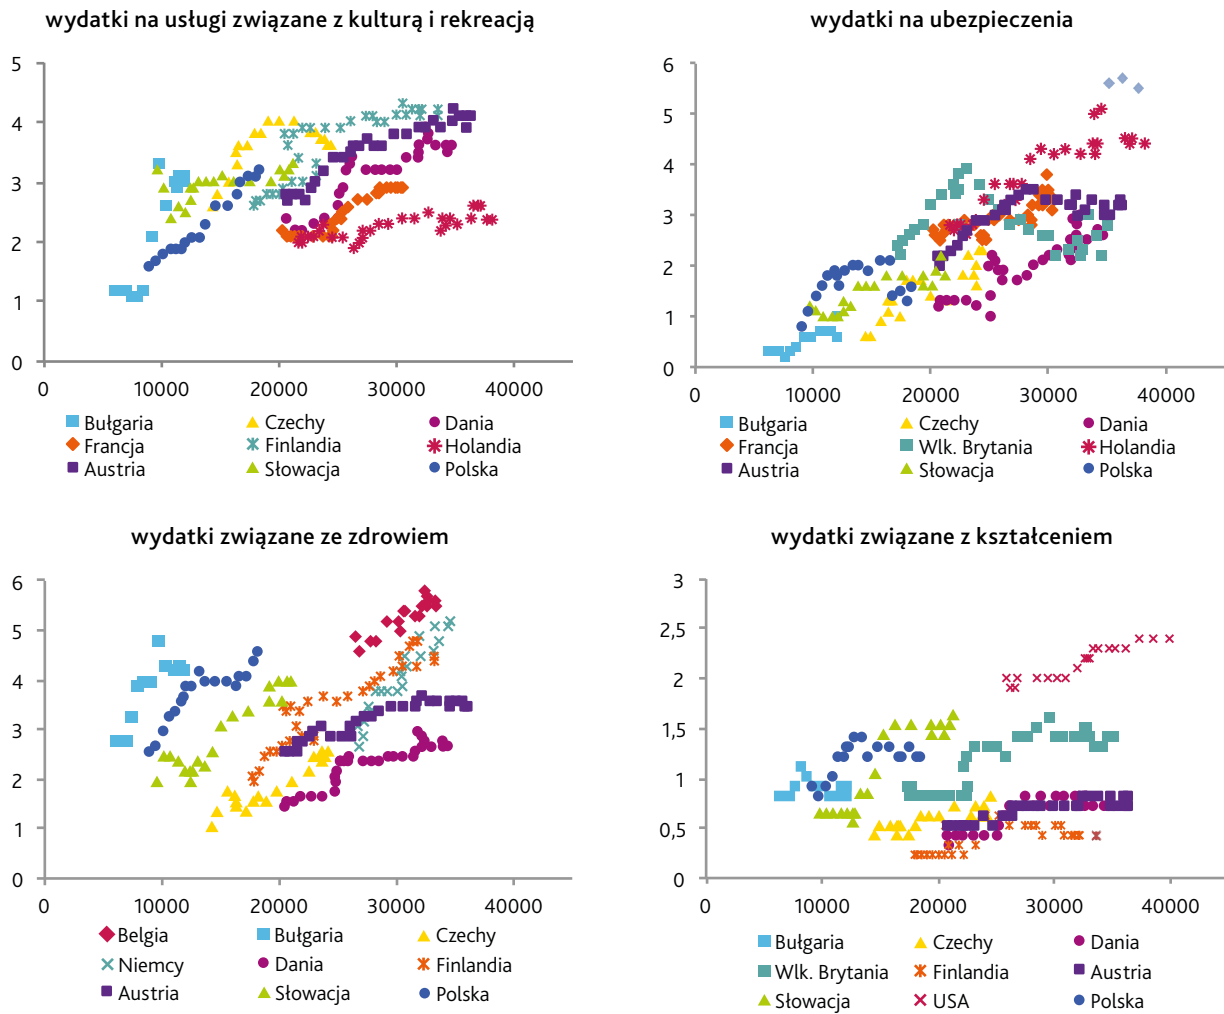 wydatki na usługi związane z kulturą i rekreacją
5
4
3
2
1
0
0 10000 20000 30000 40000
Bułgaria Czechy Dania
Francja Finlandia Holandia
Austria Słowacja Polska
wydatki na ubezpieczenia
6
5
4
3
2
1
0
0 10000 20000 30000 40000
Bułgaria Czechy Dania
Francja Wlk. Brytania Holandia
Austria Słowacja Polska
wydatki związane ze zdrowiem
6
5
4
3
2
1
0
0 10000 20000 30000 40000
Belgia Bułgaria Czechy
Niemcy Dania Finlandia
Austria Słowacja Polska
wydatki związane z kształceniem
3
2,5
2
1,5
1
0,5
0
0 10000 20000 30000 40000
Bułgaria Czechy Dania
Wlk. Brytania Finlandia Austria
Słowacja USA Polska